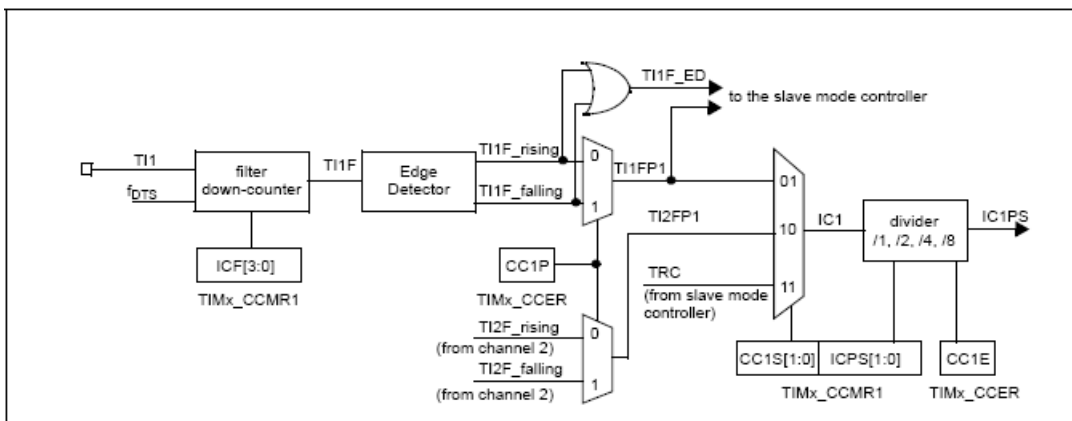 TI1F_ED
to the slave mode controller
TI1
fDTS
filter
down-counter
TI1F
Edge
Detector
TI1F_rising
TI1F_falling
0
1
TI1FP1
TI2FP1
01
10
11
IC1
divider
/1, /2, /4, /8
IC1PS
ICF[3:0]
TIMx_CCMR1
CC1P
TIMx_CCER
TRC
(from slave mode
controller)
TI2F_rising
(from channel 2)
TI2F_falling
(from channel 2)
0
1
CC1S[1:0]
ICPS[1:0]
TIMx_CCMR1
CC1E
TIMx_CCER